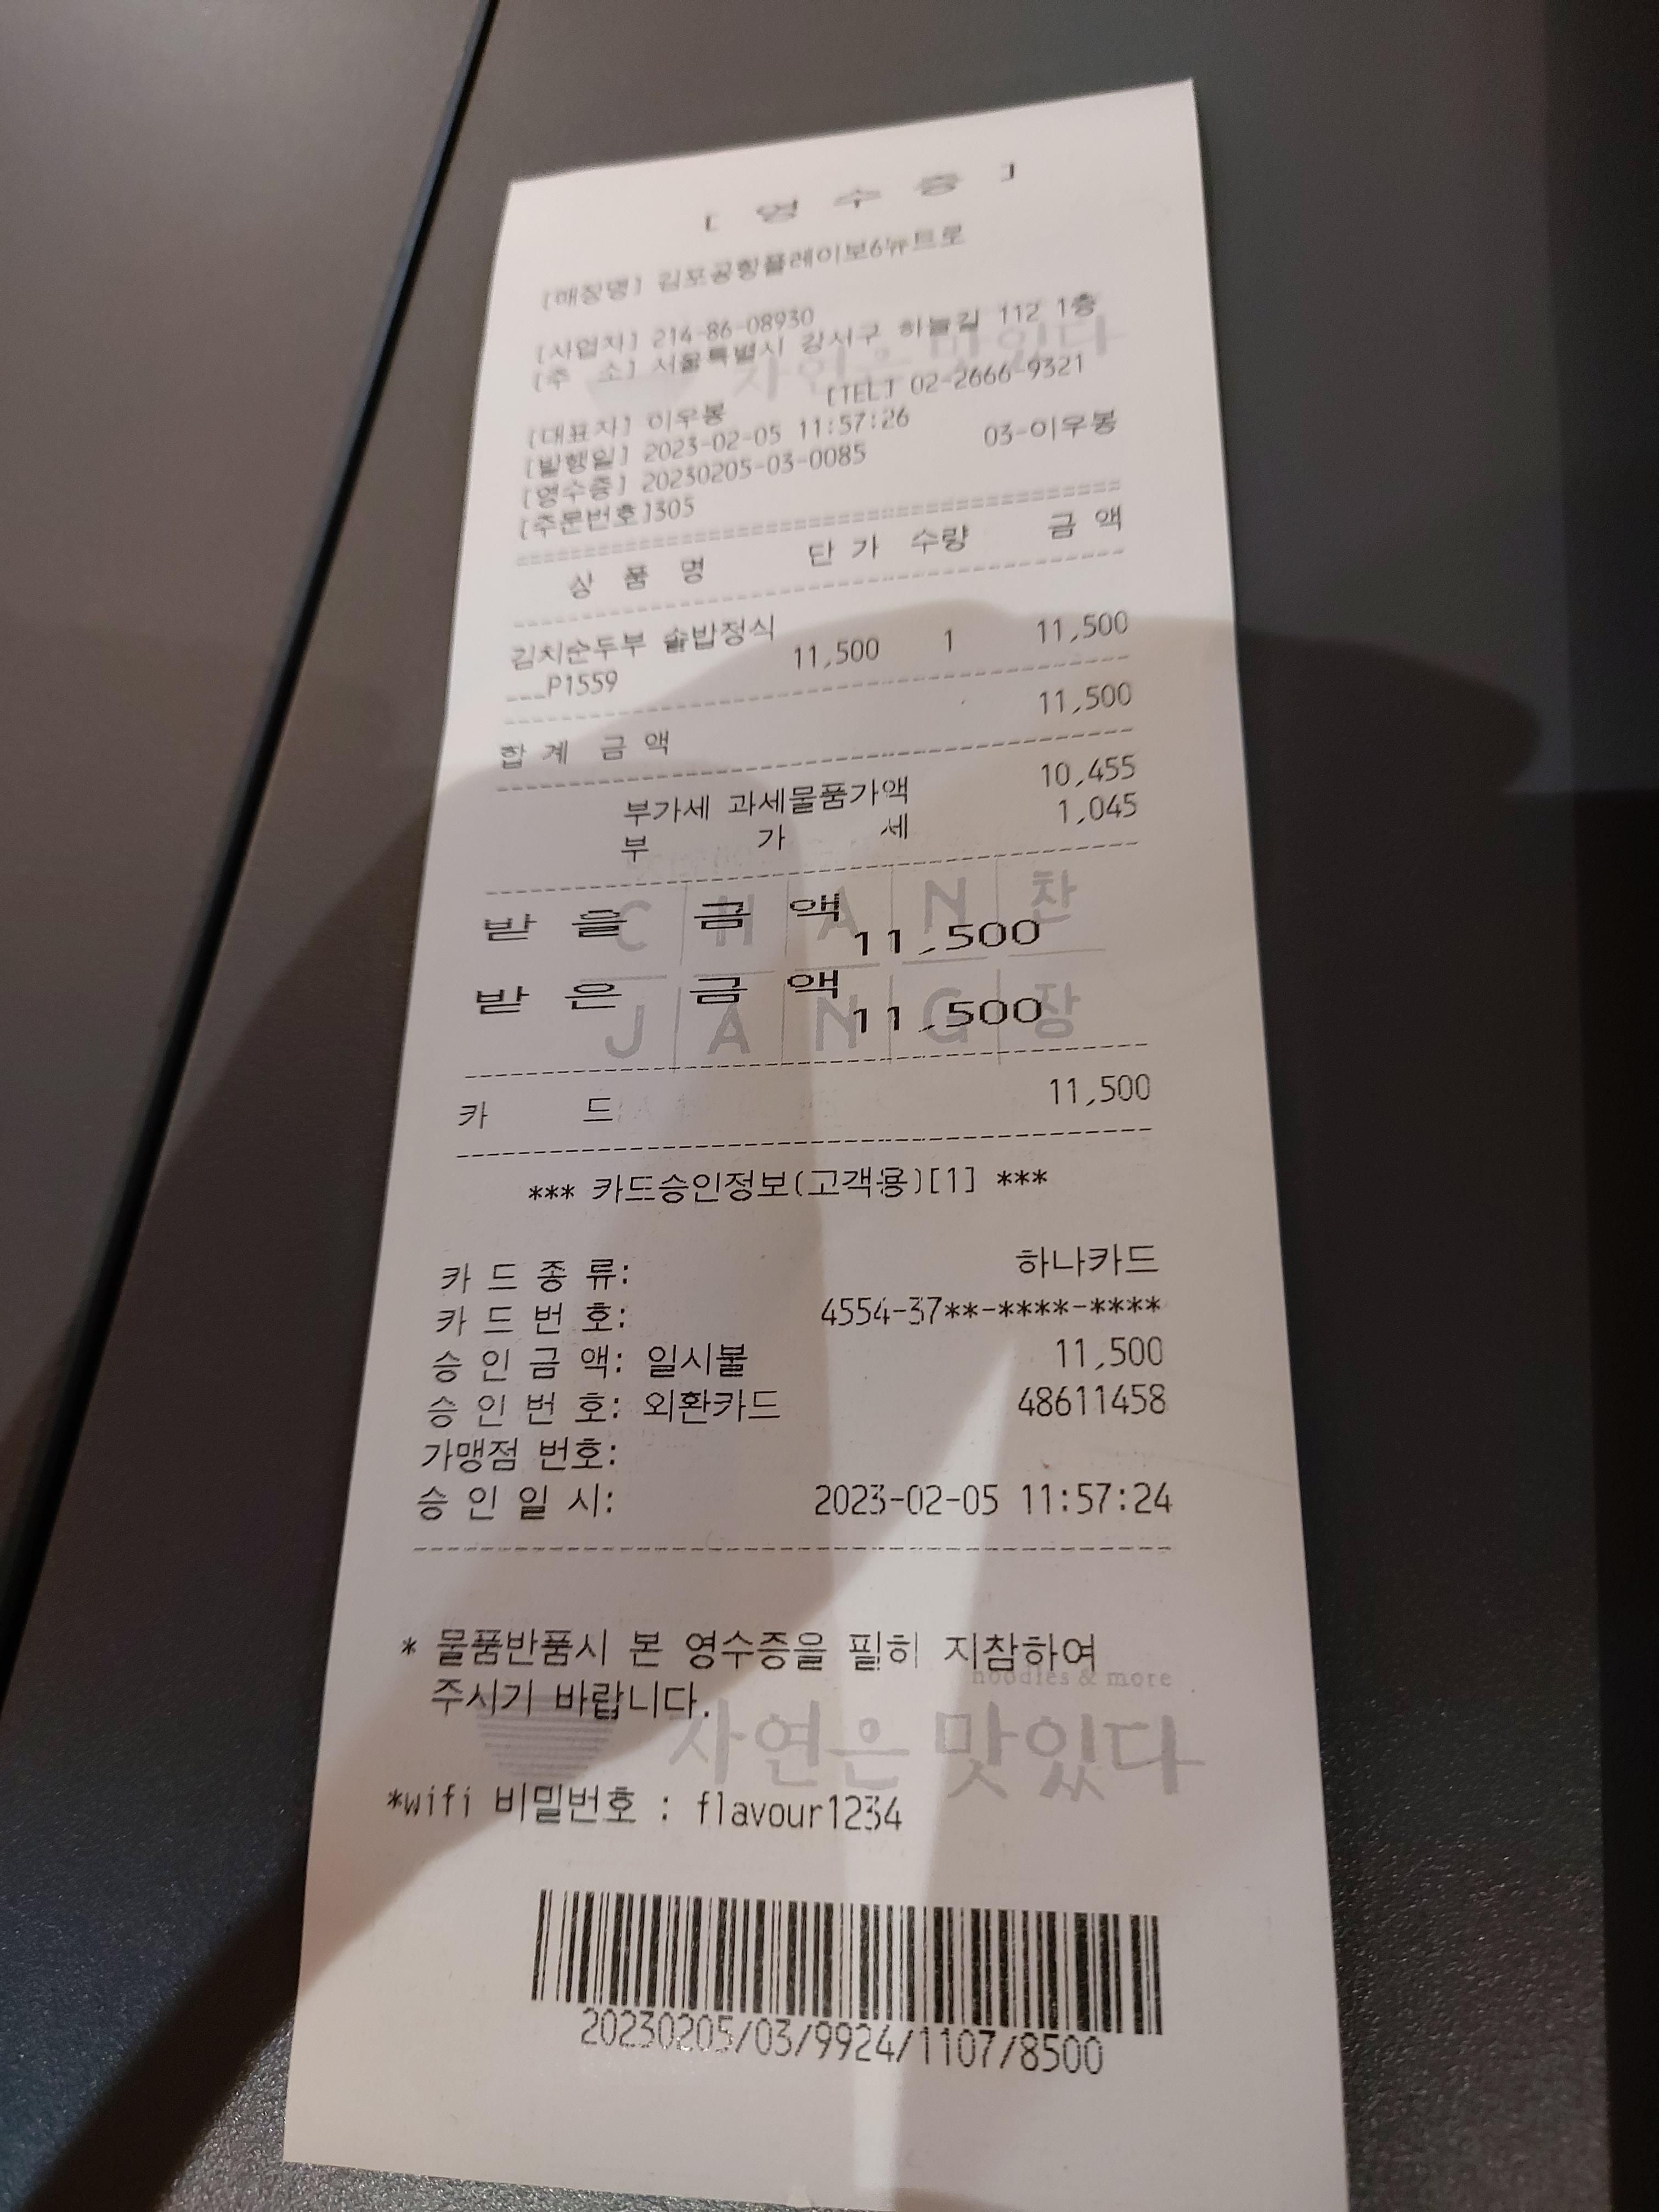 [ 영 수 증 ]
[매장명] 김포공항플레이보6뉴트로
[사업자] 214-86-08930
[주 소] 서울특별시 강서구 하늘길 112 1층
자연은 맛있다
[대표자] 이우봉 [TEL] 02-2666-9321
[발행일] 2023-02-05 11:57:26
[영수증] 20230205-03-0085 03-이우봉
[주문번호]305
================================================
상 품 명 단 가 수량 금 액
------------------------------------------------
김치순두부 솥밥정식
___P1559 11,500 1 11,500
------------------------------------------------
합 계 금 액 11,500
------------------------------------------------
부가세 과세물품가액 10,455
부 가 세 1,045
------------------------------------------------
CHAN 찬
받 을 금 액 11,500
받 은 금 액 11,500
JANG 장
------------------------------------------------
카 드 11,500
------------------------------------------------
*** 카드승인정보(고객용)[1] ***
카 드 종 류: 하나카드
카 드 번 호: 4554-37**-****-****
승 인 금 액: 일시불 11,500
승 인 번 호: 외환카드 48611458
가맹점 번호:
승 인 일 시: 2023-02-05 11:57:24
------------------------------------------------
* 물품반품시 본 영수증을 필히 지참하여
주시기 바랍니다.
noodles & more
자연은 맛있다
*wifi 비밀번호 : flavour1234
20230205/03/9924/1107/8500